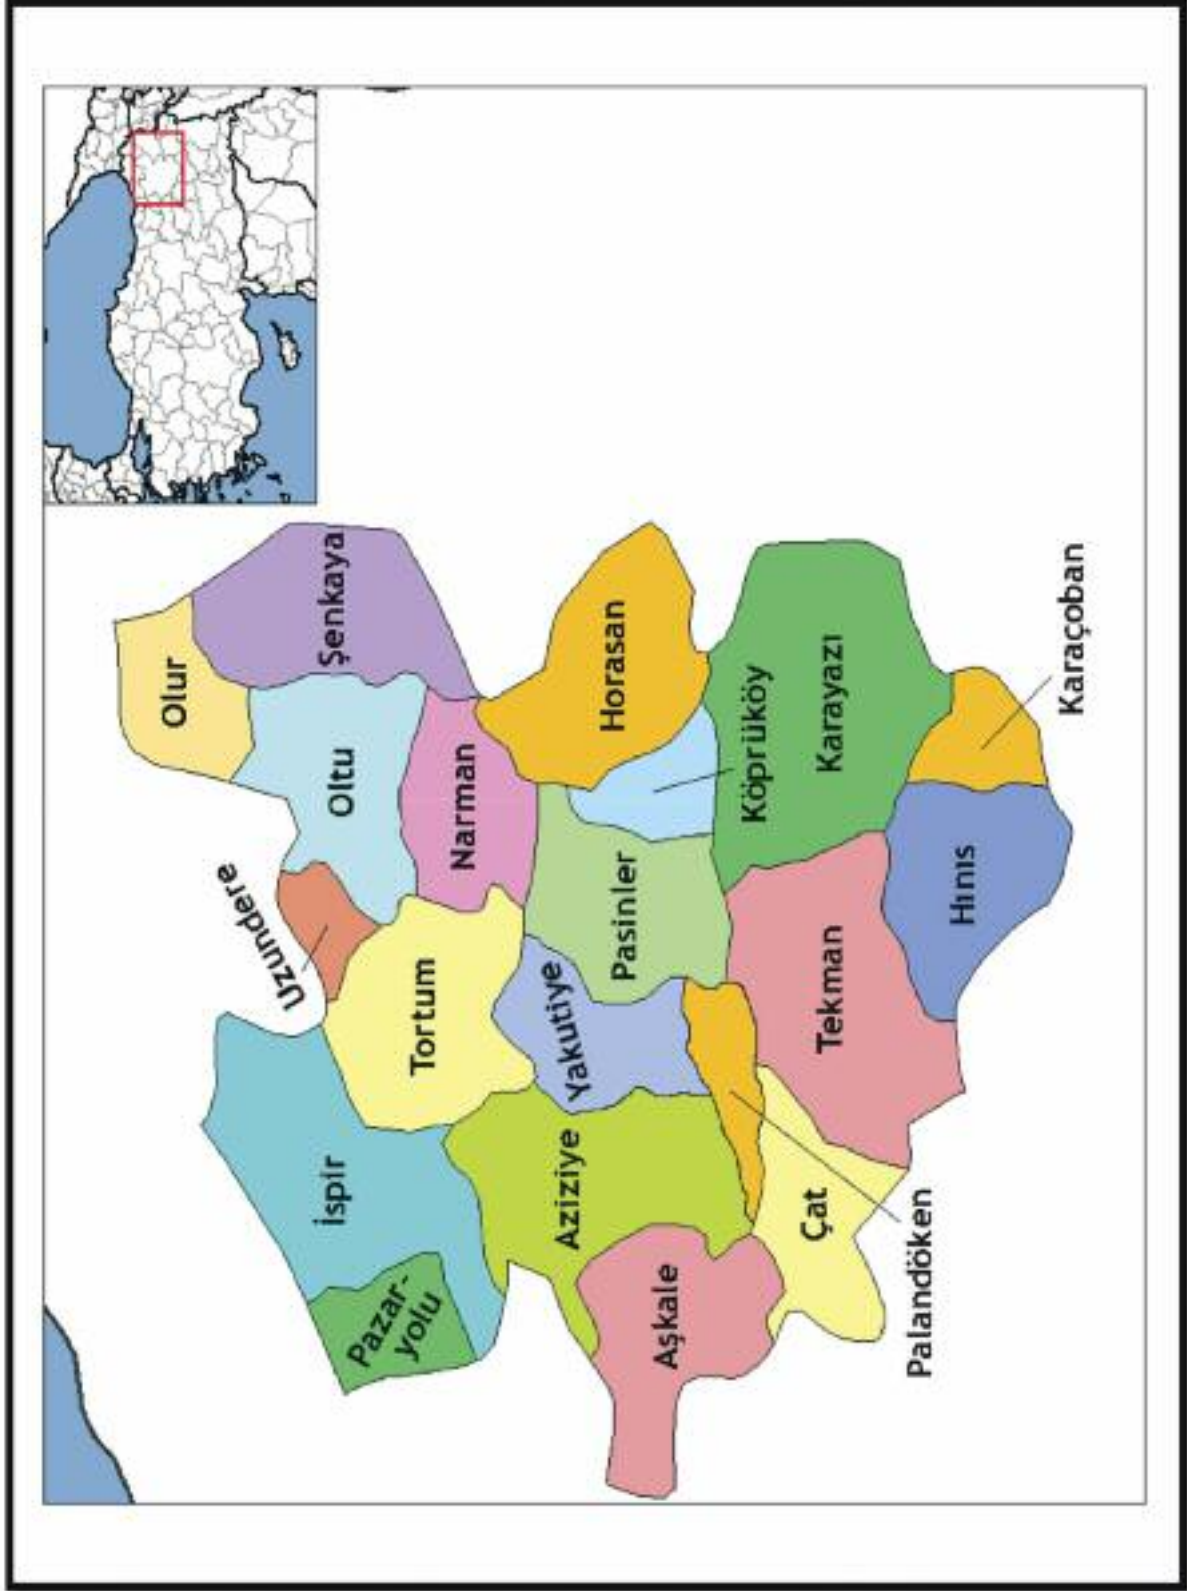 Olur
Şenkaya
Oltu
Uzundere
Narman
Horasan
İspir
Tortum
Pazar-
yolu
Pasinler
Köprüköy
Yakutiye
Aziziye
Karayazı
Aşkale
Tekman
Çat
Palandöken
Hınıs
Karaçoban